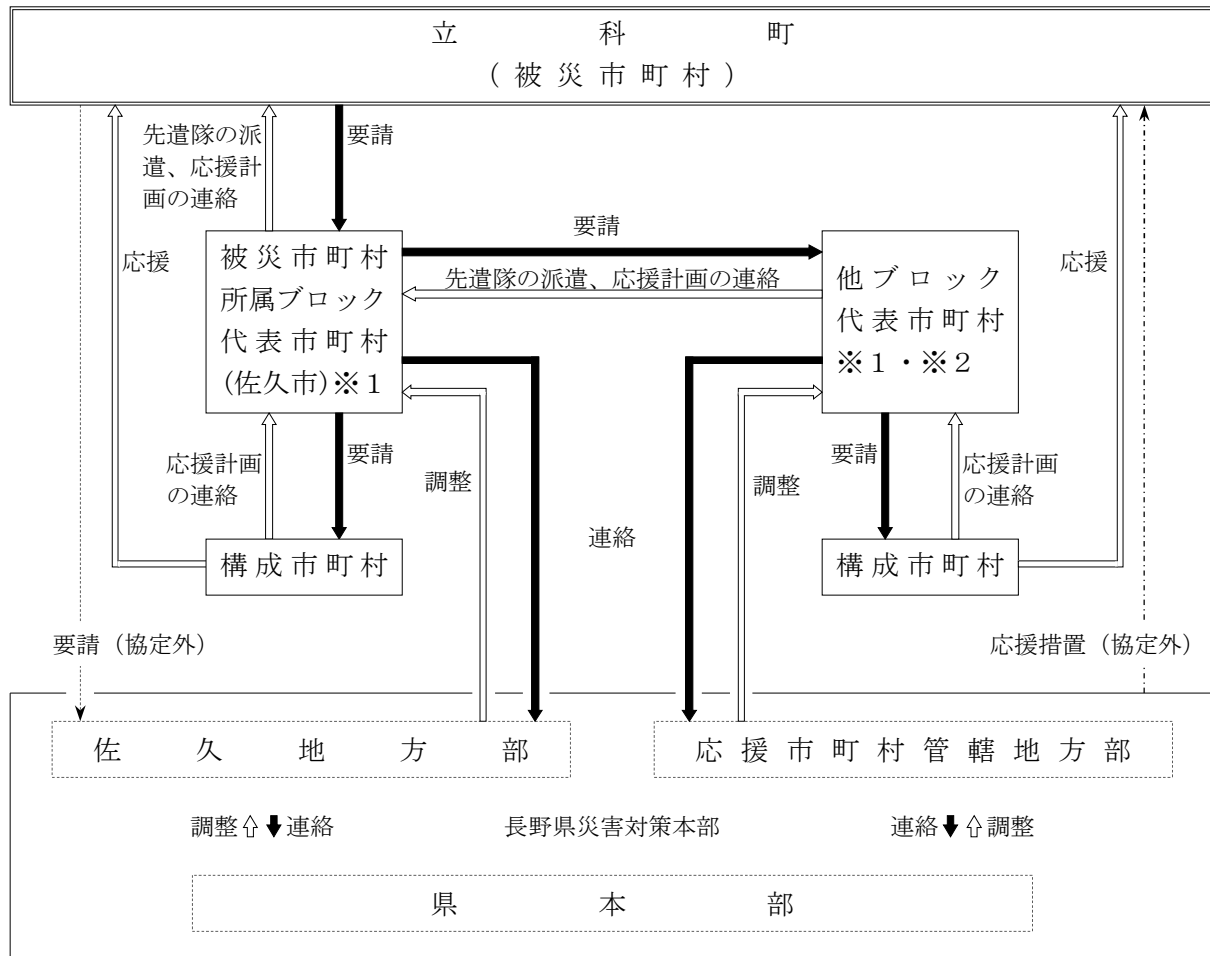 立科町
(被災市町村)
先遣隊の派
遣、応援計
画の連絡
要請
応援
被災市町村
所属ブロック
代表市町村
(佐久市)※1
要請
先遣隊の派遣、応援計画の連絡
他ブロック
代表市町村
※1・※2
応援
応援計画
の連絡
要請
調整
連絡
調整
要請
応援計画
の連絡
構成市町村
構成市町村
要請(協定外)
応援措置(協定外)
佐久地方部
応援市町村管轄地方部
調整⇧⬇連絡
長野県災害対策本部
連絡⬇⇧調整
県本部